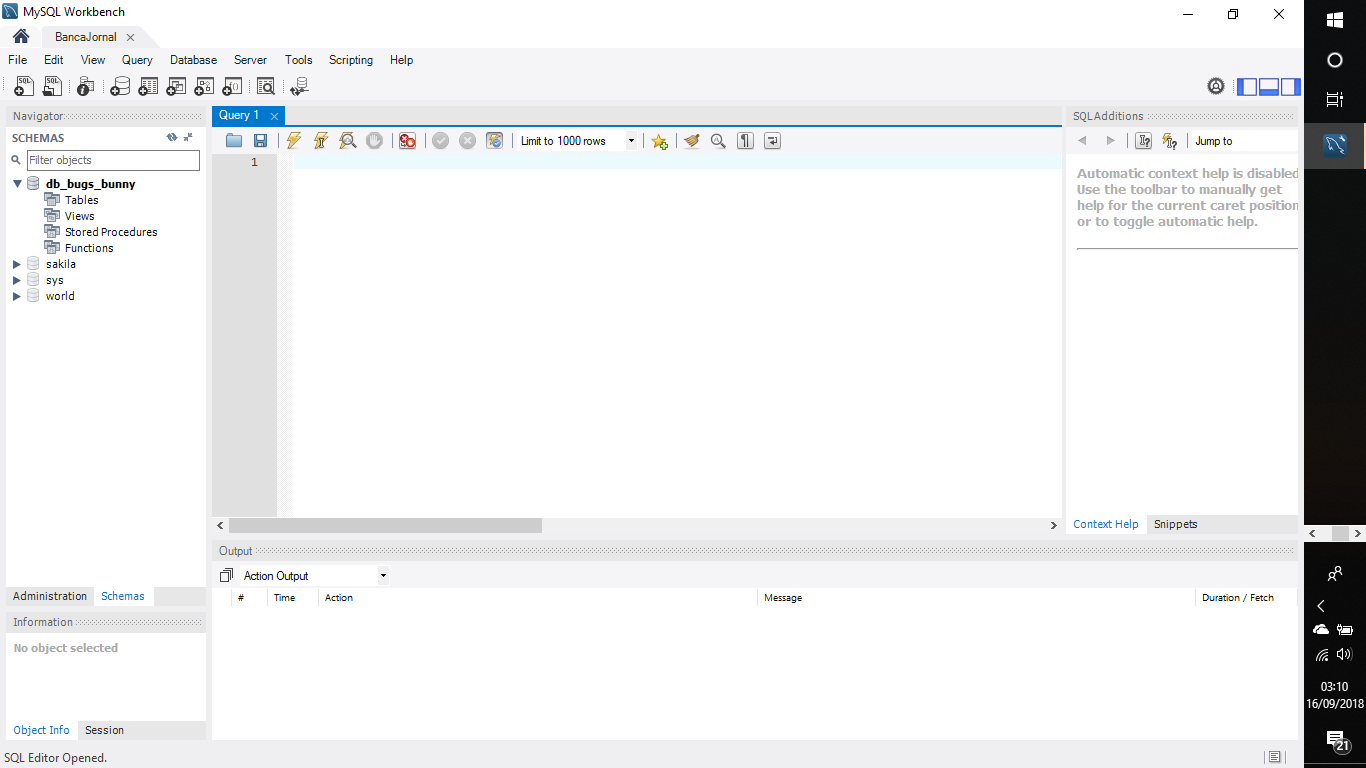 MySQL Workbench
BancaJornal
File Edit View Query Database Server Tools Scripting Help
Navigator
SCHEMAS
Filter objects
db_bugs_bunny
Tables
Views
Stored Procedures
Functions
sakila
sys
world
Administration Schemas
Information
No object selected
Object Info Session
Query 1
Limit to 1000 rows
1
SQLAdditions
Jump to
Automatic context help is disabled
Use the toolbar to manually get
help for the current caret position
or to toggle automatic help.
Context Help Snippets
Output
Action Output
# Time Action Message Duration / Fetch
SQL Editor Opened.
03:10
16/09/2018
21